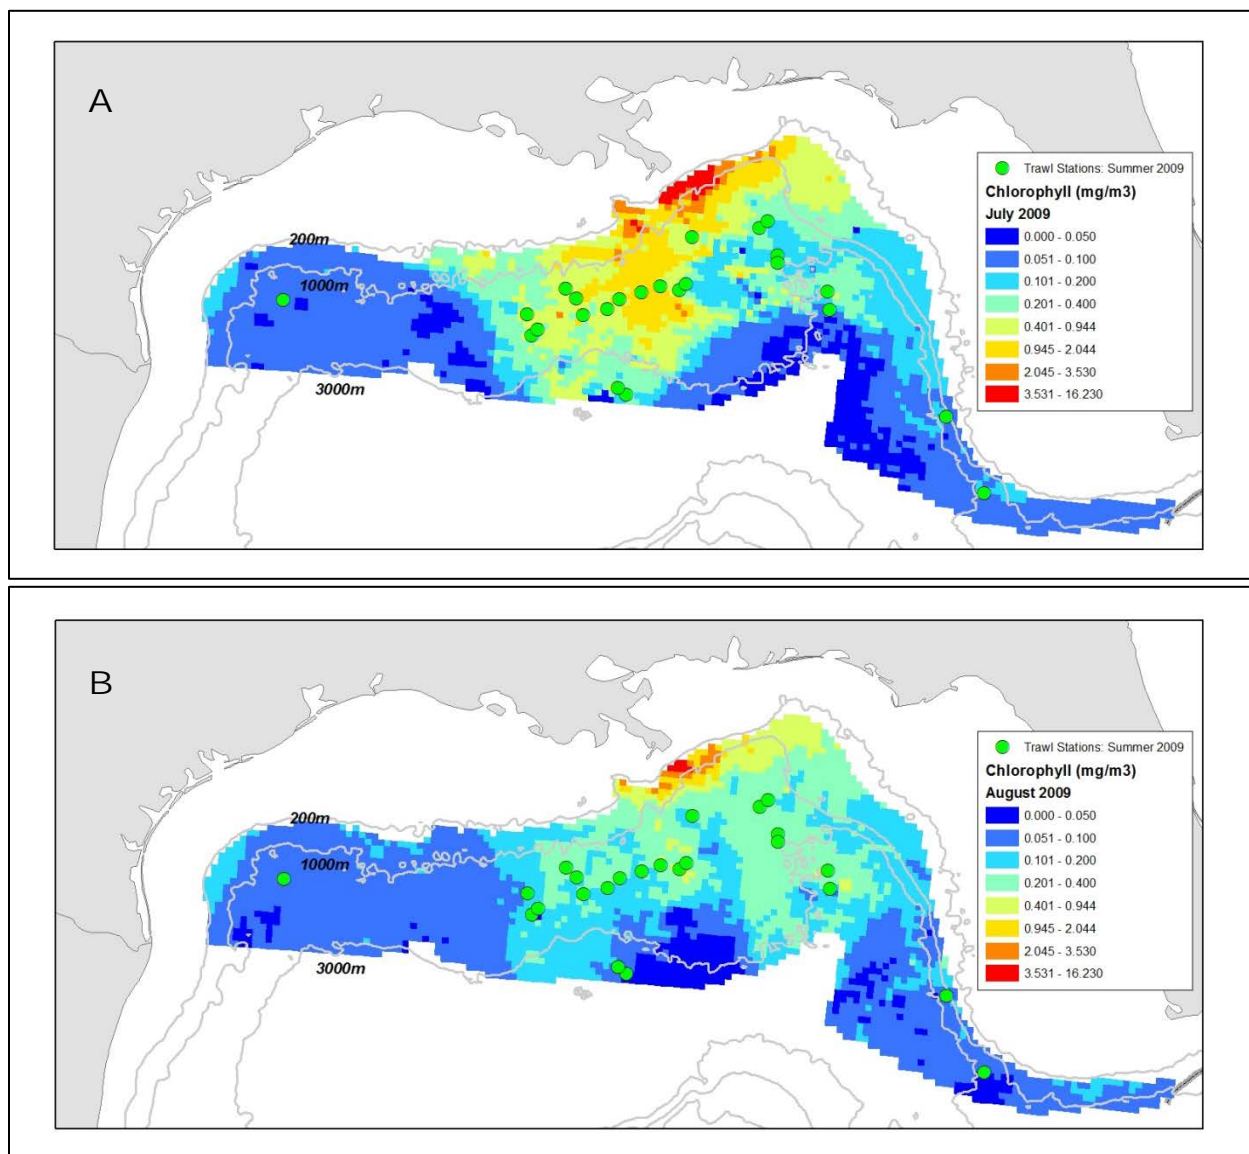 A
200m
1000m
3000m
Trawl Stations: Summer 2009
Chlorophyll (mg/m3)
July 2009
0.000 - 0.050
0.051 - 0.100
0.101 - 0.200
0.201 - 0.400
0.401 - 0.944
0.945 - 2.044
2.045 - 3.530
3.531 - 16.230
B
200m
1000m
3000m
Trawl Stations: Summer 2009
Chlorophyll (mg/m3)
August 2009
0.000 - 0.050
0.051 - 0.100
0.101 - 0.200
0.201 - 0.400
0.401 - 0.944
0.945 - 2.044
2.045 - 3.530
3.531 - 16.230